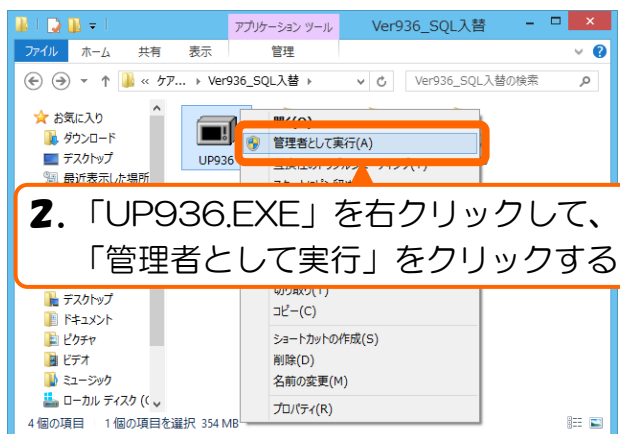 アプリケーション ツール
Ver936_SQL入替
ファイル
ホーム
共有
表示
管理
« ケア... ▸ Ver936_SQL入替 ▸
Ver936_SQL入替の検索
お気に入り
ダウンロード
デスクトップ
最近表示した場所
UP936
開く(O)
管理者として実行(A)
2.「UP936.EXE」を右クリックして、
「管理者として実行」をクリックする
デスクトップ
ドキュメント
ピクチャ
ビデオ
ミュージック
ローカル ディスク (C
切り取り(T)
コピー(C)
ショートカットの作成(S)
削除(D)
名前の変更(M)
プロパティ(R)
4 個の項目
1 個の項目を選択 354 MB